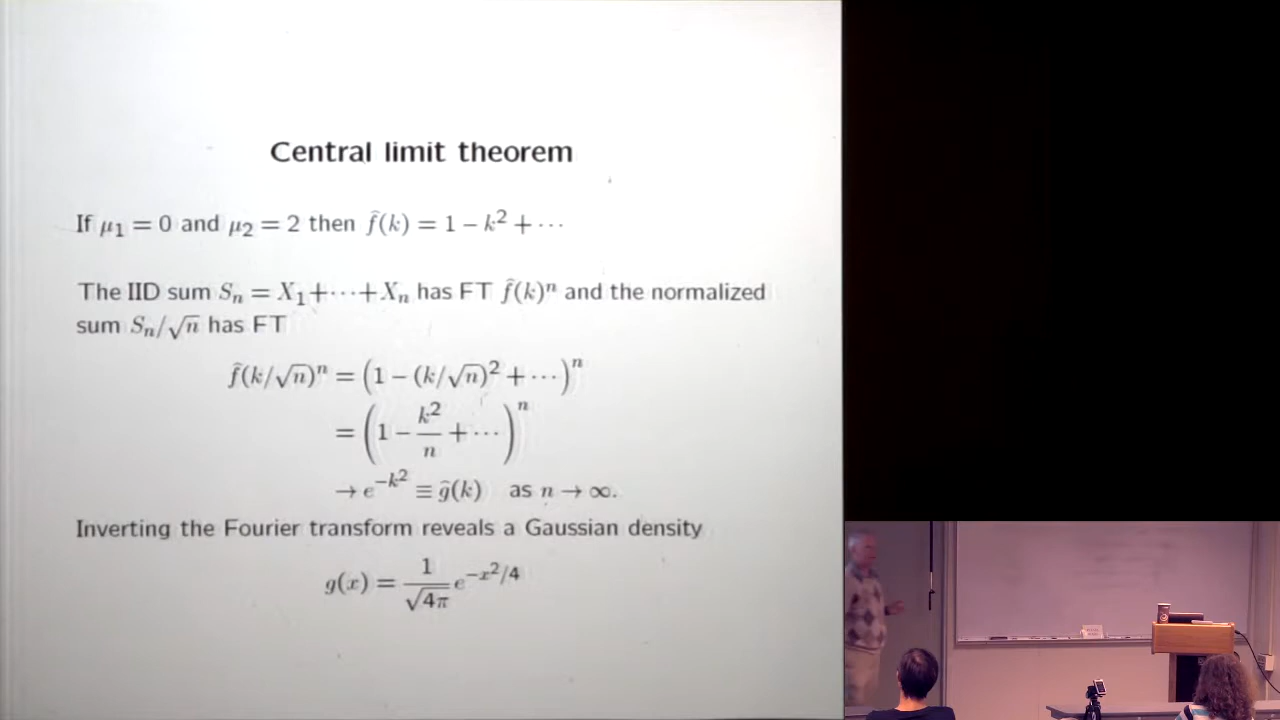 Central limit theorem
If μ₁ = 0 and μ₂ = 2 then f̂(k) = 1 − k² + ⋯
The IID sum Sₙ = X₁+⋯+Xₙ has FT f̂(k)ⁿ and the normalized
sum Sₙ/√n has FT
f̂(k/√n)ⁿ = (1 − (k/√n)² + ⋯)ⁿ
= (1 − k²/n + ⋯)ⁿ
→ e^{−k²} ≡ ĝ(k) as n → ∞.
Inverting the Fourier transform reveals a Gaussian density
g(x) = 1/√4π e^{−x²/4}